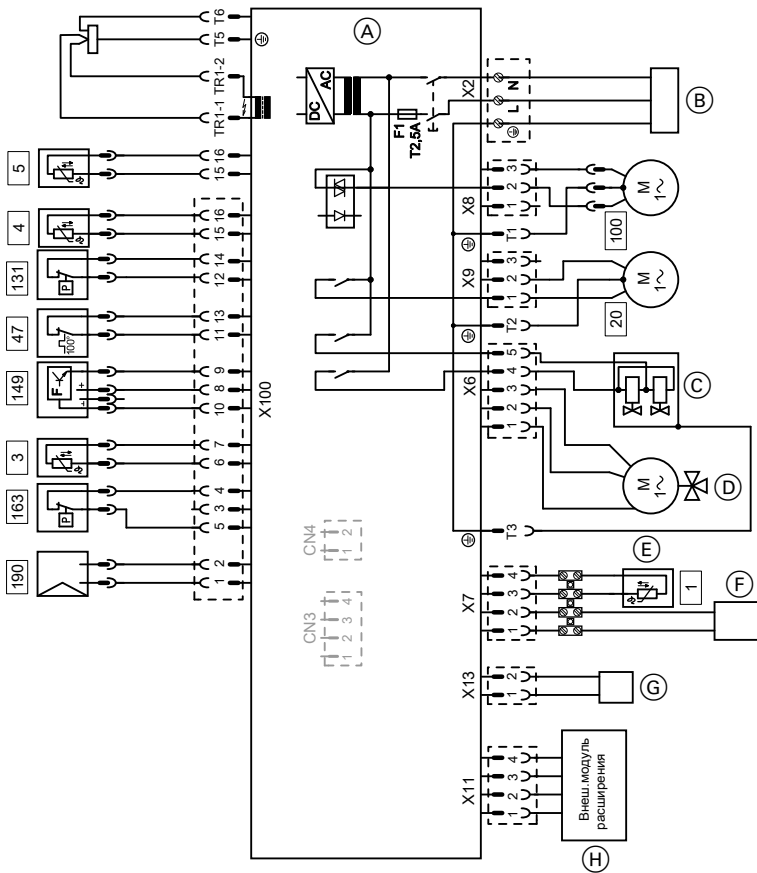 T6
T5
TR1-2
TR1-1
5
16
15
4
16
15
131
P
14
12
47
100°
13
11
149
F
+
+
9
8
10
3
7
6
163
P
4
3
5
190
2
1
X100
A
DC
AC
F1
T2,5A
X2
N
L
B
X8
3
2
1
T1
M
1~
100
X9
3
2
1
T2
M
1~
20
X6
5
4
3
2
1
C
M
1~
D
T3
E
CN4
1 2
CN3
1 2 3 4
X7
4
3
2
1
1
F
X13
2
1
G
X11
4
3
2
1
Внеш.модуль
расширения
H